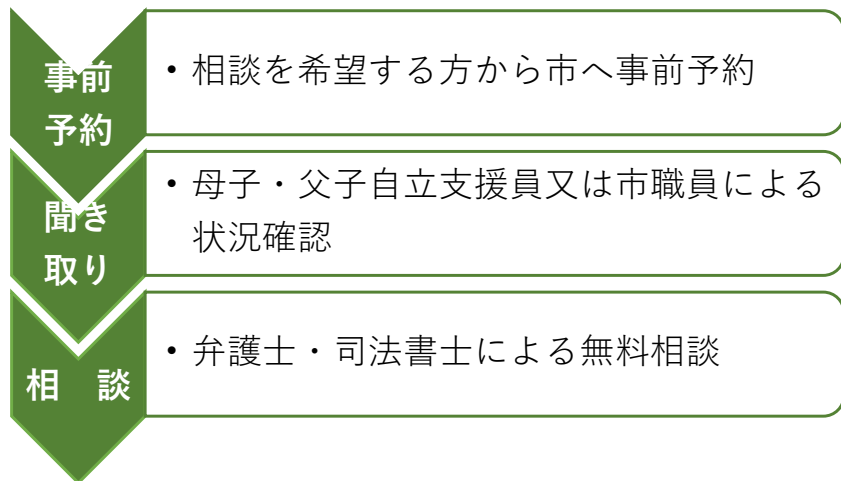 事前
予約
・相談を希望する方から市へ事前予約
聞き
取り
・母子・父子自立支援員又は市職員による
状況確認
相　談
・弁護士・司法書士による無料相談